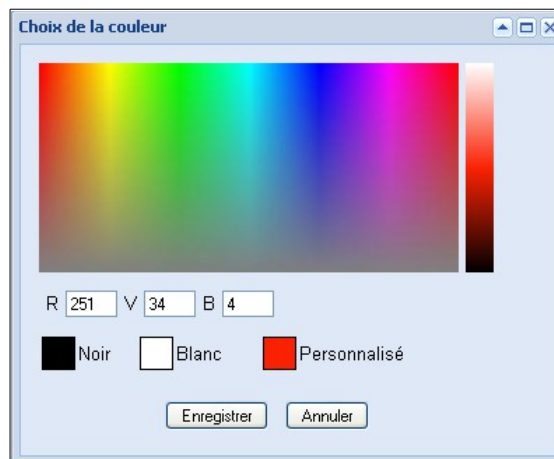 Choix de la couleur
R 251 V 34 B 4
Noir Blanc Personnalisé
Enregistrer Annuler